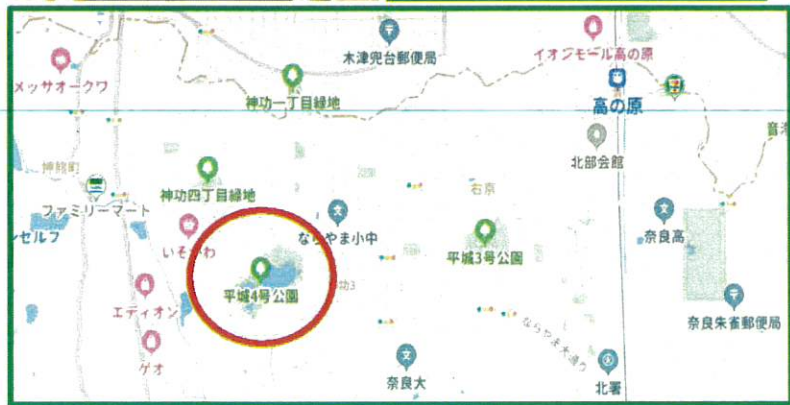 木津兜台郵便局
イオンモール高の原
メッサオークワ
神功一丁目緑地
高の原
北部会館
押熊町
神功四丁目緑地
右京
ファミリーマート
ならやま小中
奈良高
ンセルフ
いそかわ
平城3号公園
平城4号公園
功3
エディオン
奈良朱雀郵便局
ならやま大通り
ゲオ
奈良大
北署